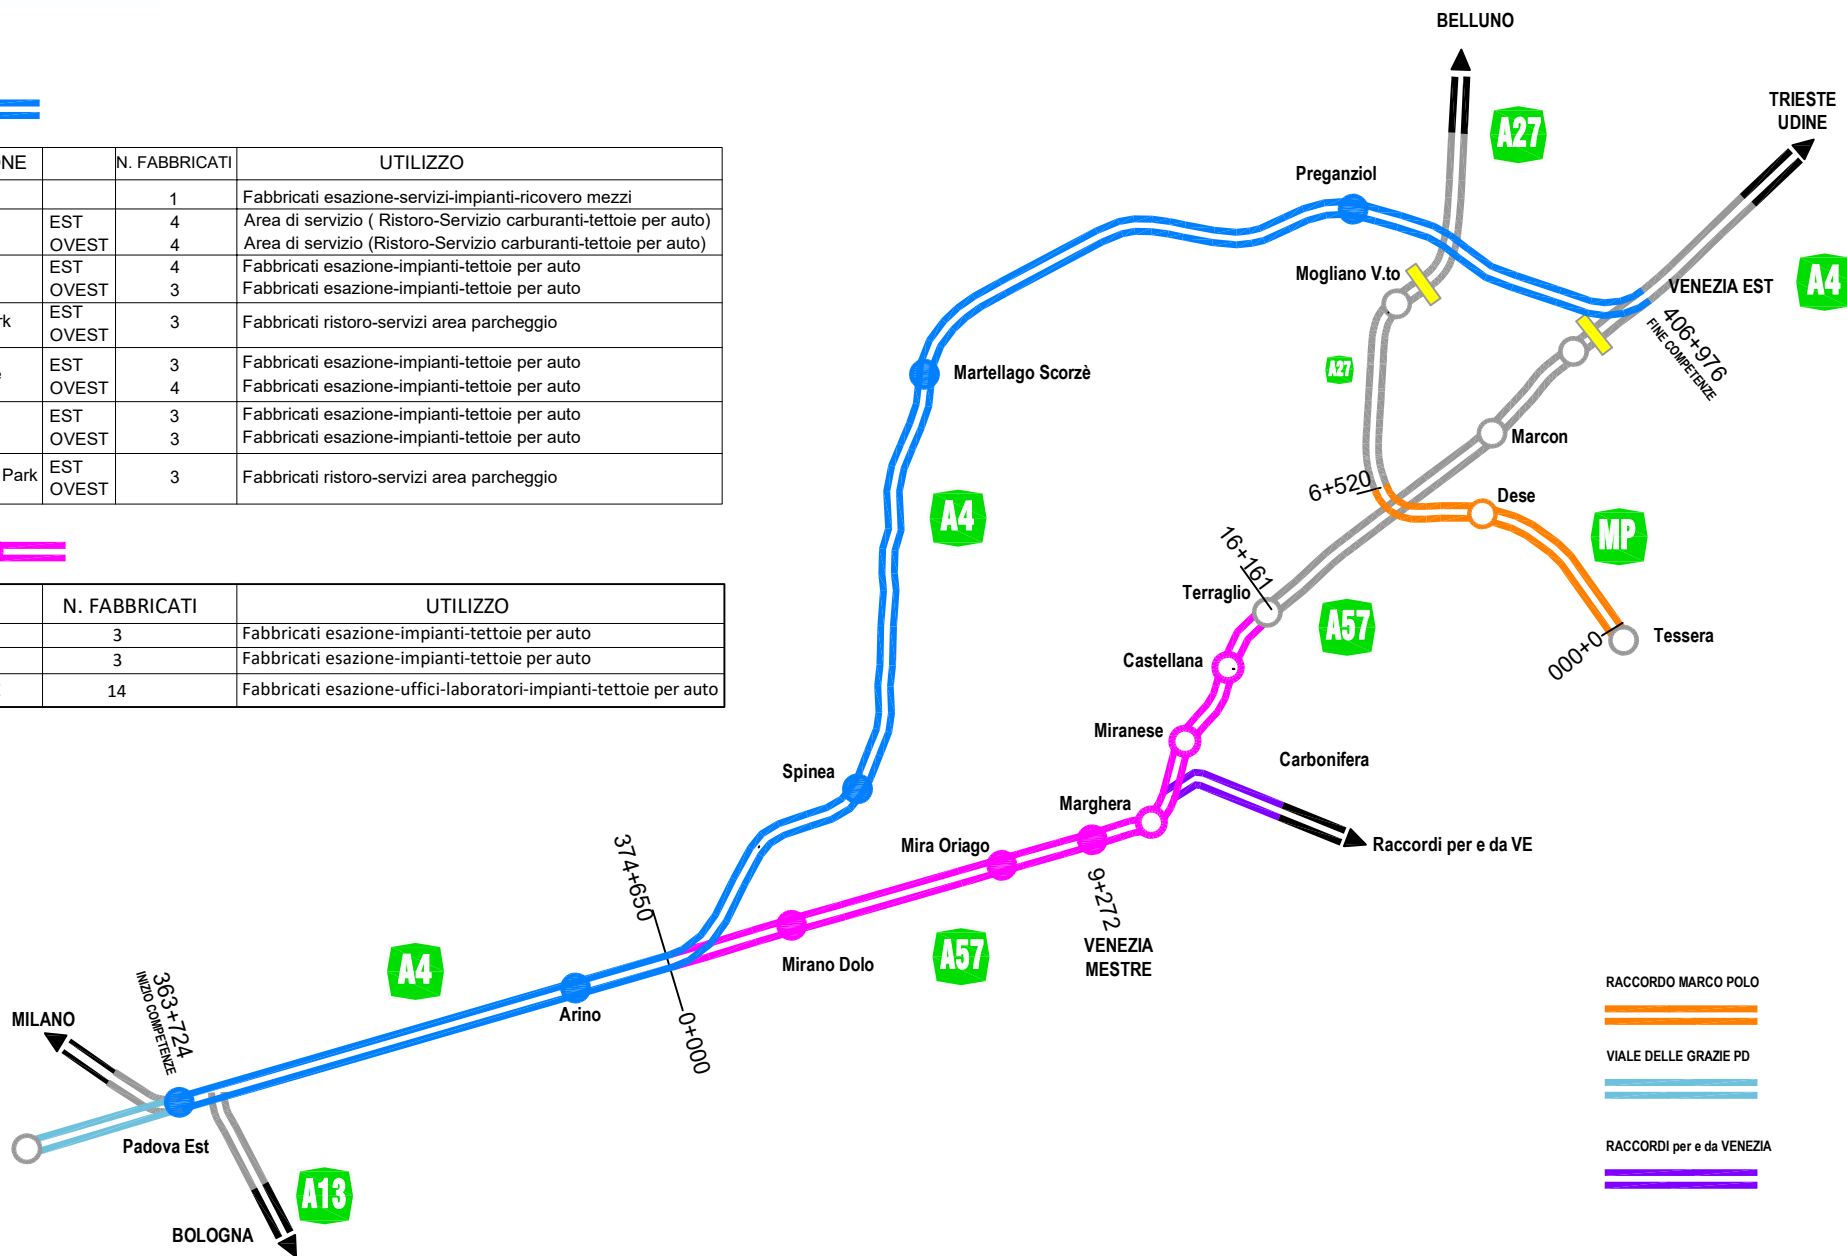 NE N. FABBRICATI UTILIZZO
1 Fabbricati esazione-servizi-impianti-ricovero mezzi
EST 4 Area di servizio ( Ristoro-Servizio carburanti-tettoie per auto)
OVEST 4 Area di servizio (Ristoro-Servizio carburanti-tettoie per auto)
EST 4 Fabbricati esazione-impianti-tettoie per auto
OVEST 3 Fabbricati esazione-impianti-tettoie per auto
EST
rk 3 Fabbricati ristoro-servizi area parcheggio
OVEST
EST 3 Fabbricati esazione-impianti-tettoie per auto
OVEST 4 Fabbricati esazione-impianti-tettoie per auto
EST 3 Fabbricati esazione-impianti-tettoie per auto
OVEST 3 Fabbricati esazione-impianti-tettoie per auto
EST
Park 3 Fabbricati ristoro-servizi area parcheggio
OVEST
N. FABBRICATI UTILIZZO
3 Fabbricati esazione-impianti-tettoie per auto
3 Fabbricati esazione-impianti-tettoie per auto
14 Fabbricati esazione-uffici-laboratori-impianti-tettoie per auto
BELLUNO
A27
TRIESTE
UDINE
Preganziol
Mogliano V.to
VENEZIA EST
A4
406+976
FINE COMPETENZE
A27
Martellago Scorzè
Marcon
6+520
Dese
A4
MP
16+161
Terraglio
A57
Tessera
000+0
Castellana
Miranese
Carbonifera
Spinea
Marghera
Mira Oriago
Raccordi per e da VE
374+650
9+272
VENEZIA
MESTRE
A57
Mirano Dolo
A4
Arino
0+000
363+724
INIZIO COMPETENZE
MILANO
Padova Est
A13
BOLOGNA
RACCORDO MARCO POLO
VIALE DELLE GRAZIE PD
RACCORDI per e da VENEZIA